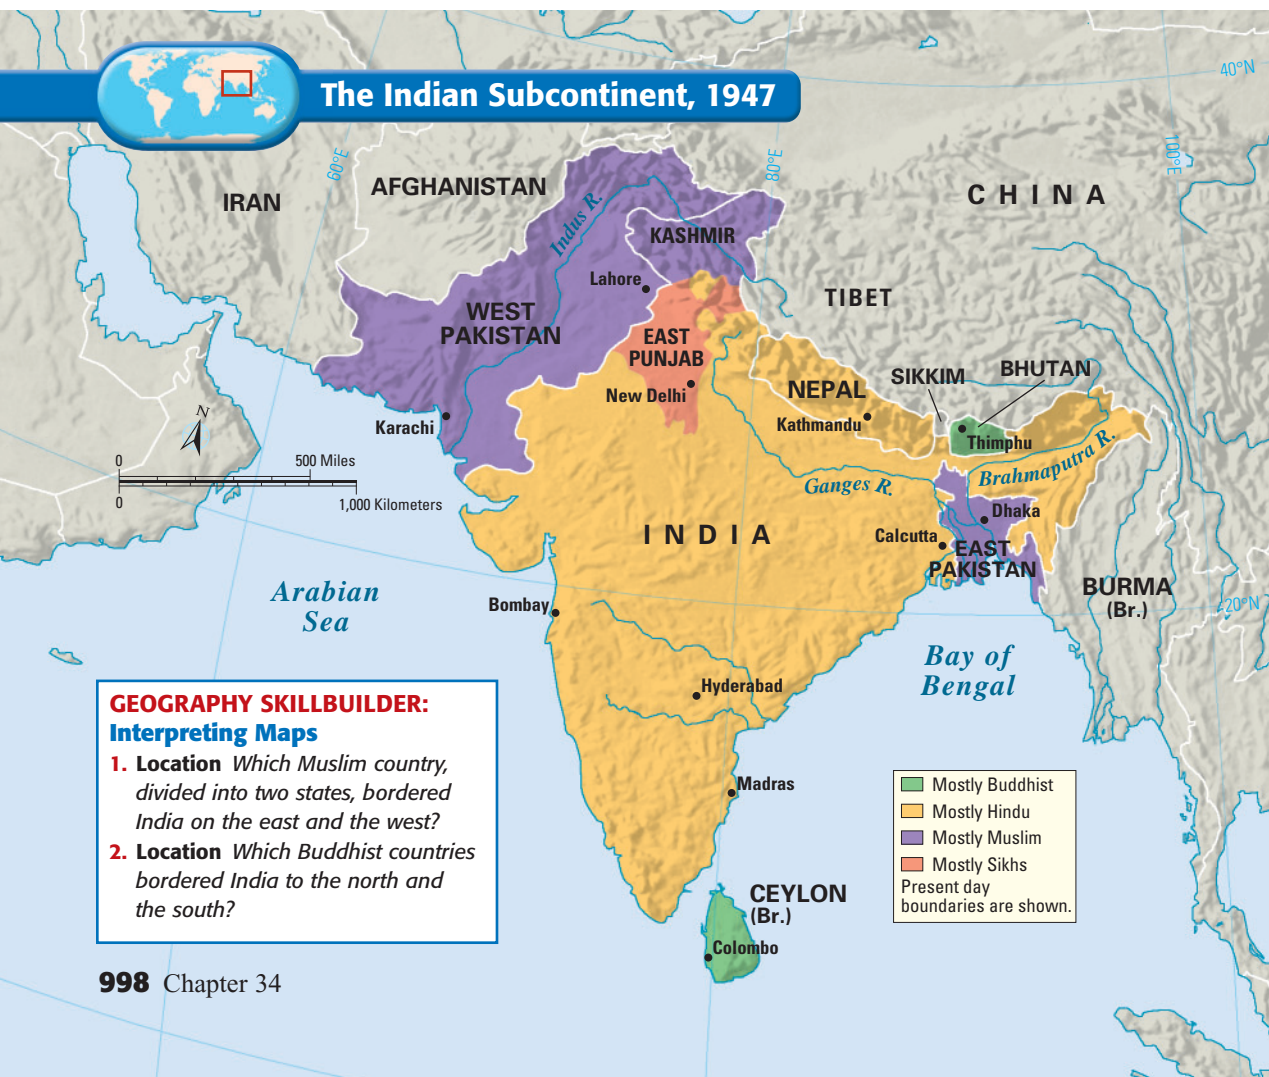 The Indian Subcontinent, 1947
40°N
60°E
80°E
100°E
IRAN
AFGHANISTAN
CHINA
Indus R.
KASHMIR
Lahore
WEST
PAKISTAN
TIBET
EAST
PUNJAB
New Delhi
NEPAL
Kathmandu
SIKKIM
BHUTAN
Thimphu
Karachi
N
0
500 Miles
0
1,000 Kilometers
Ganges R.
Brahmaputra R.
Dhaka
INDIA
Calcutta
EAST
PAKISTAN
BURMA
(Br.)
20°N
Arabian
Sea
Bombay
Bay of
Bengal
Hyderabad
Madras
CEYLON
(Br.)
Colombo
GEOGRAPHY SKILLBUILDER:
Interpreting Maps
1. Location Which Muslim country,
divided into two states, bordered
India on the east and the west?
2. Location Which Buddhist countries
bordered India to the north and
the south?
Mostly Buddhist
Mostly Hindu
Mostly Muslim
Mostly Sikhs
Present day
boundaries are shown.
998 Chapter 34